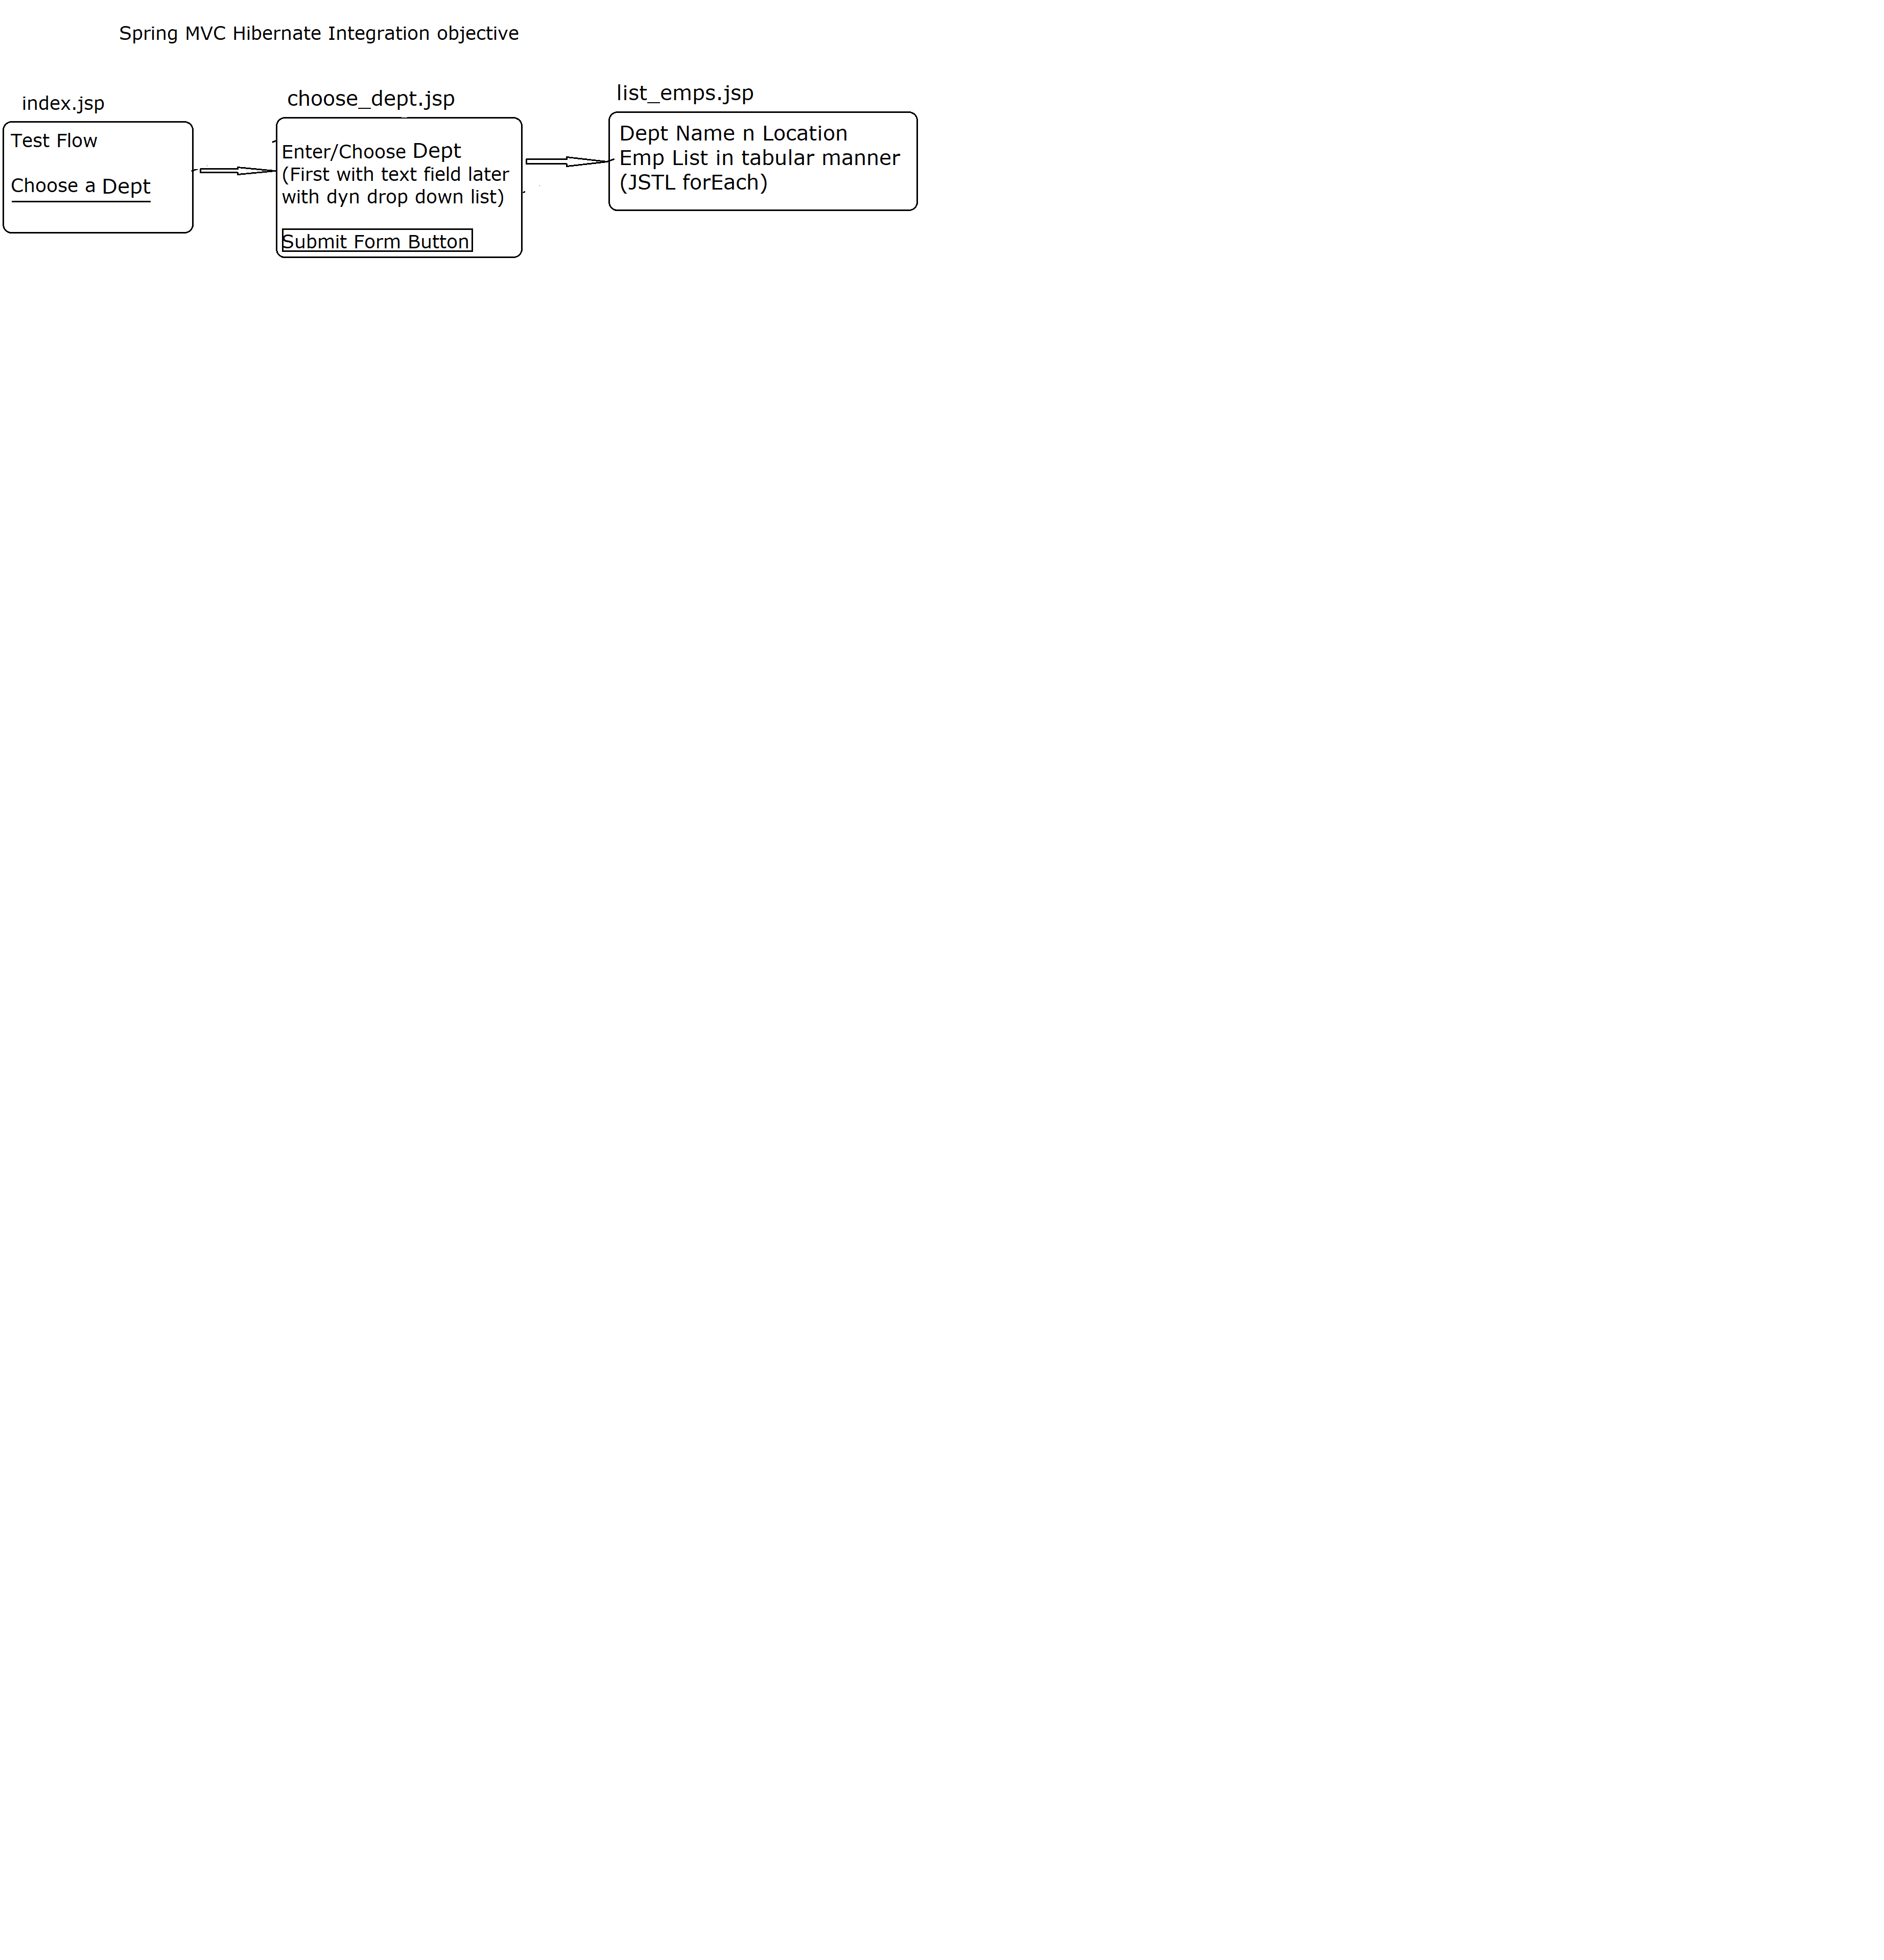 Spring MVC Hibernate Integration objective
index.jsp
Test Flow
Choose a Dept
choose_dept.jsp
Enter/Choose Dept
(First with text field later
with dyn drop down list)
Submit Form Button
list_emps.jsp
Dept Name n Location
Emp List in tabular manner
(JSTL forEach)